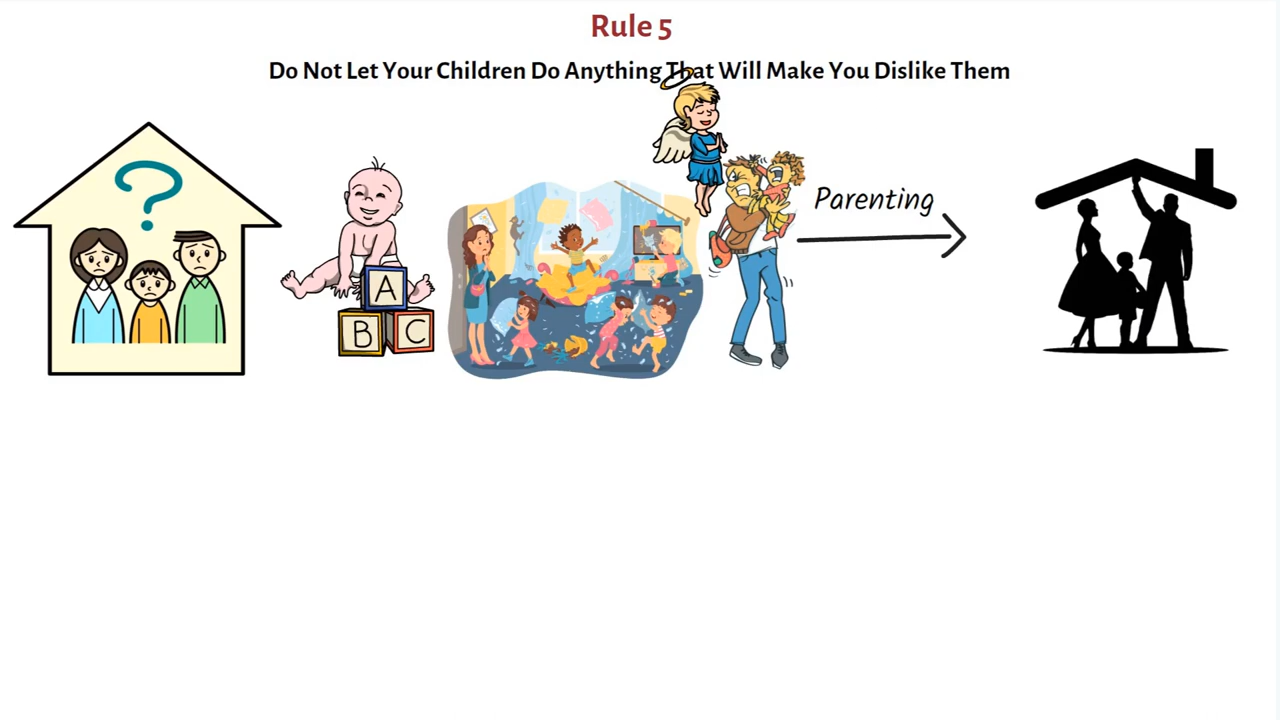 Rule 5
Do Not Let Your Children Do Anything That Will Make You Dislike Them
?
Parenting
A
B C